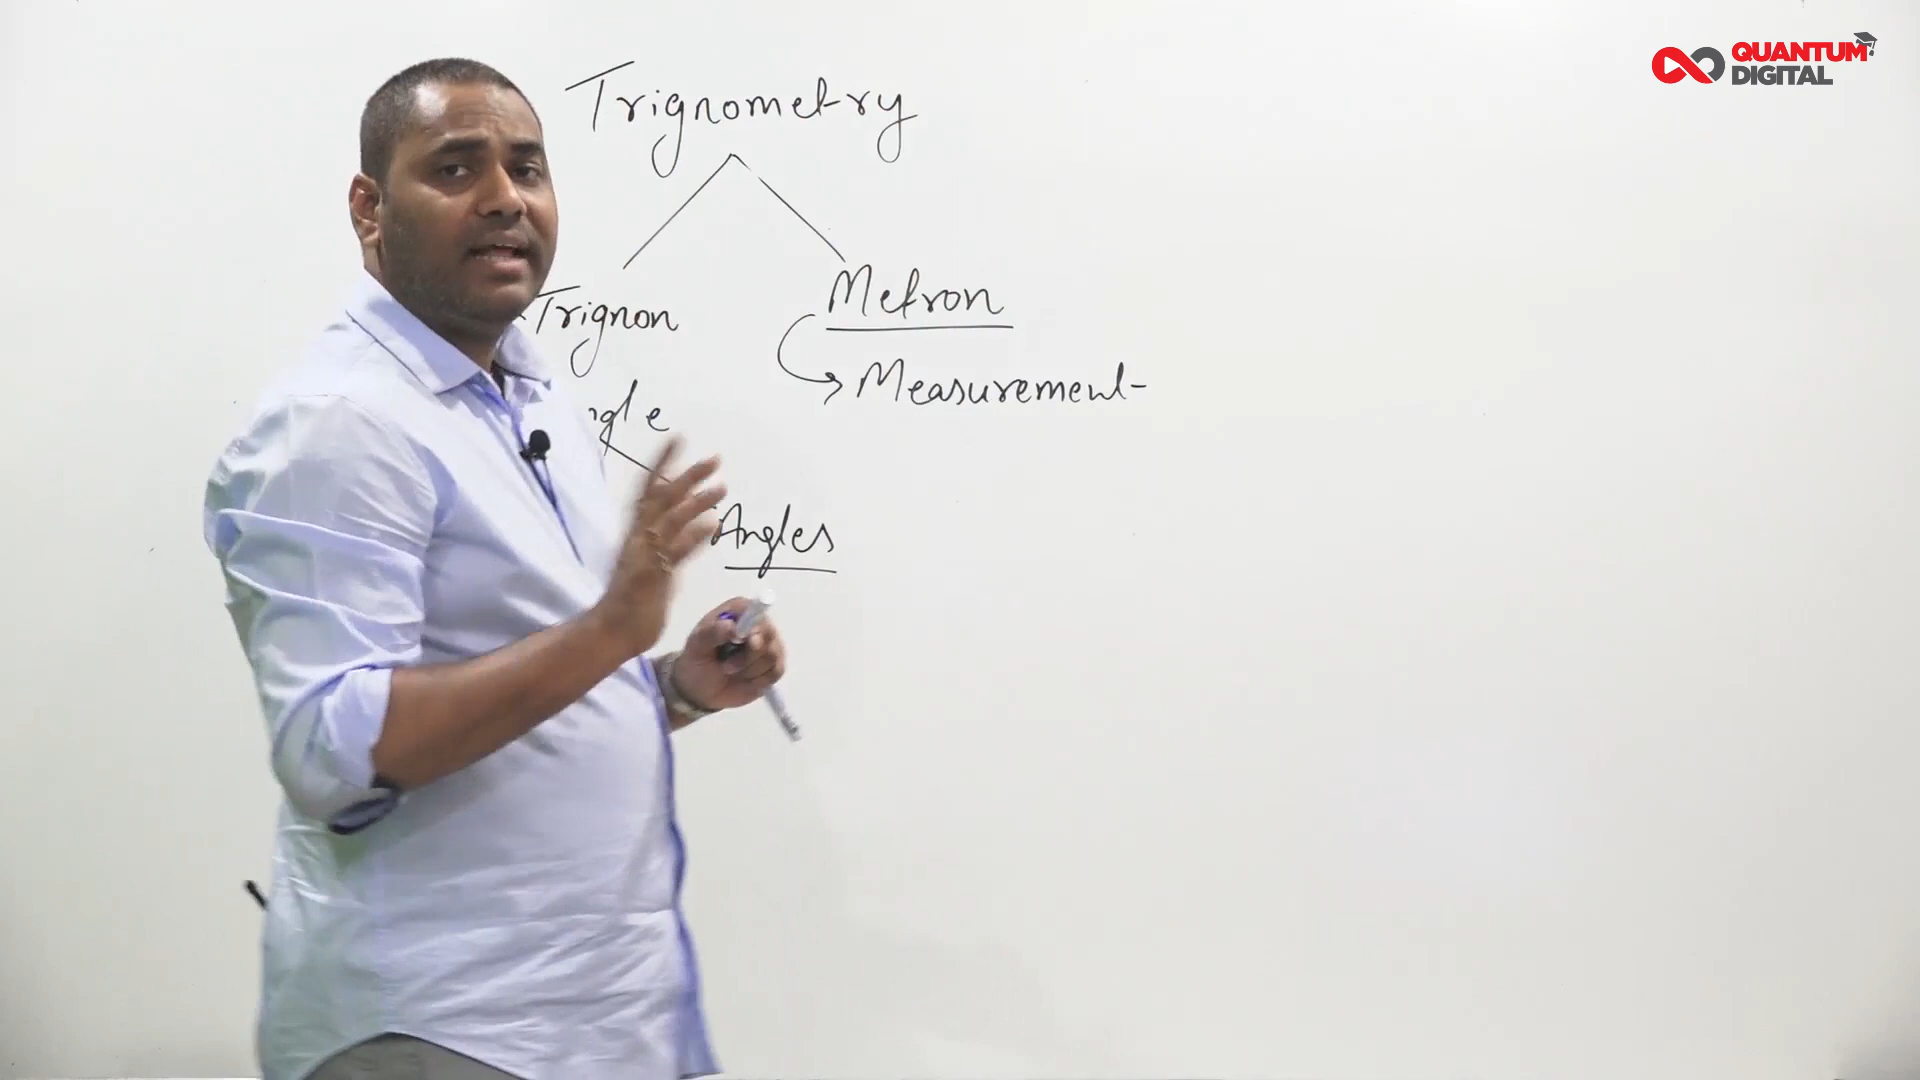 QUANTUM
DIGITAL
Trignometry
Trignon
Metron
Measurement
Angles